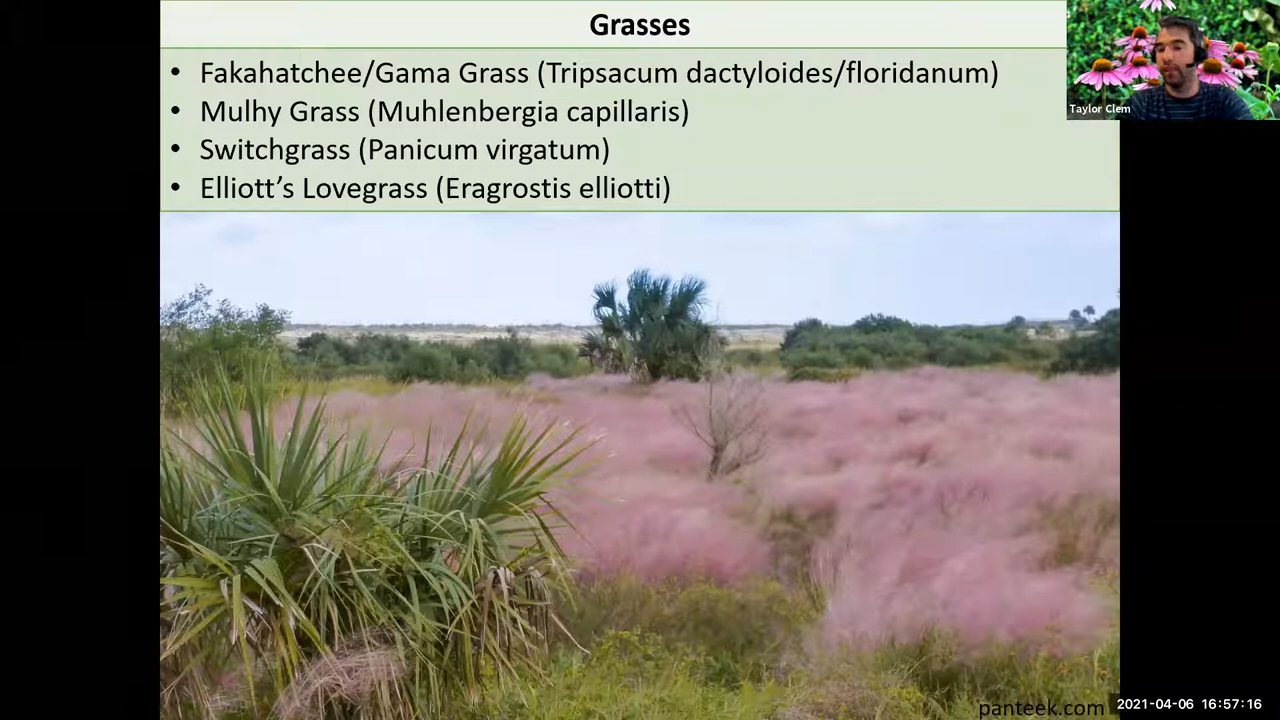 Grasses
• Fakahatchee/Gama Grass (Tripsacum dactyloides/floridanum)
• Mulhy Grass (Muhlenbergia capillaris)
• Switchgrass (Panicum virgatum)
• Elliott’s Lovegrass (Eragrostis elliotti)
Taylor Clem
panteek.com
2021-04-06 16:57:16